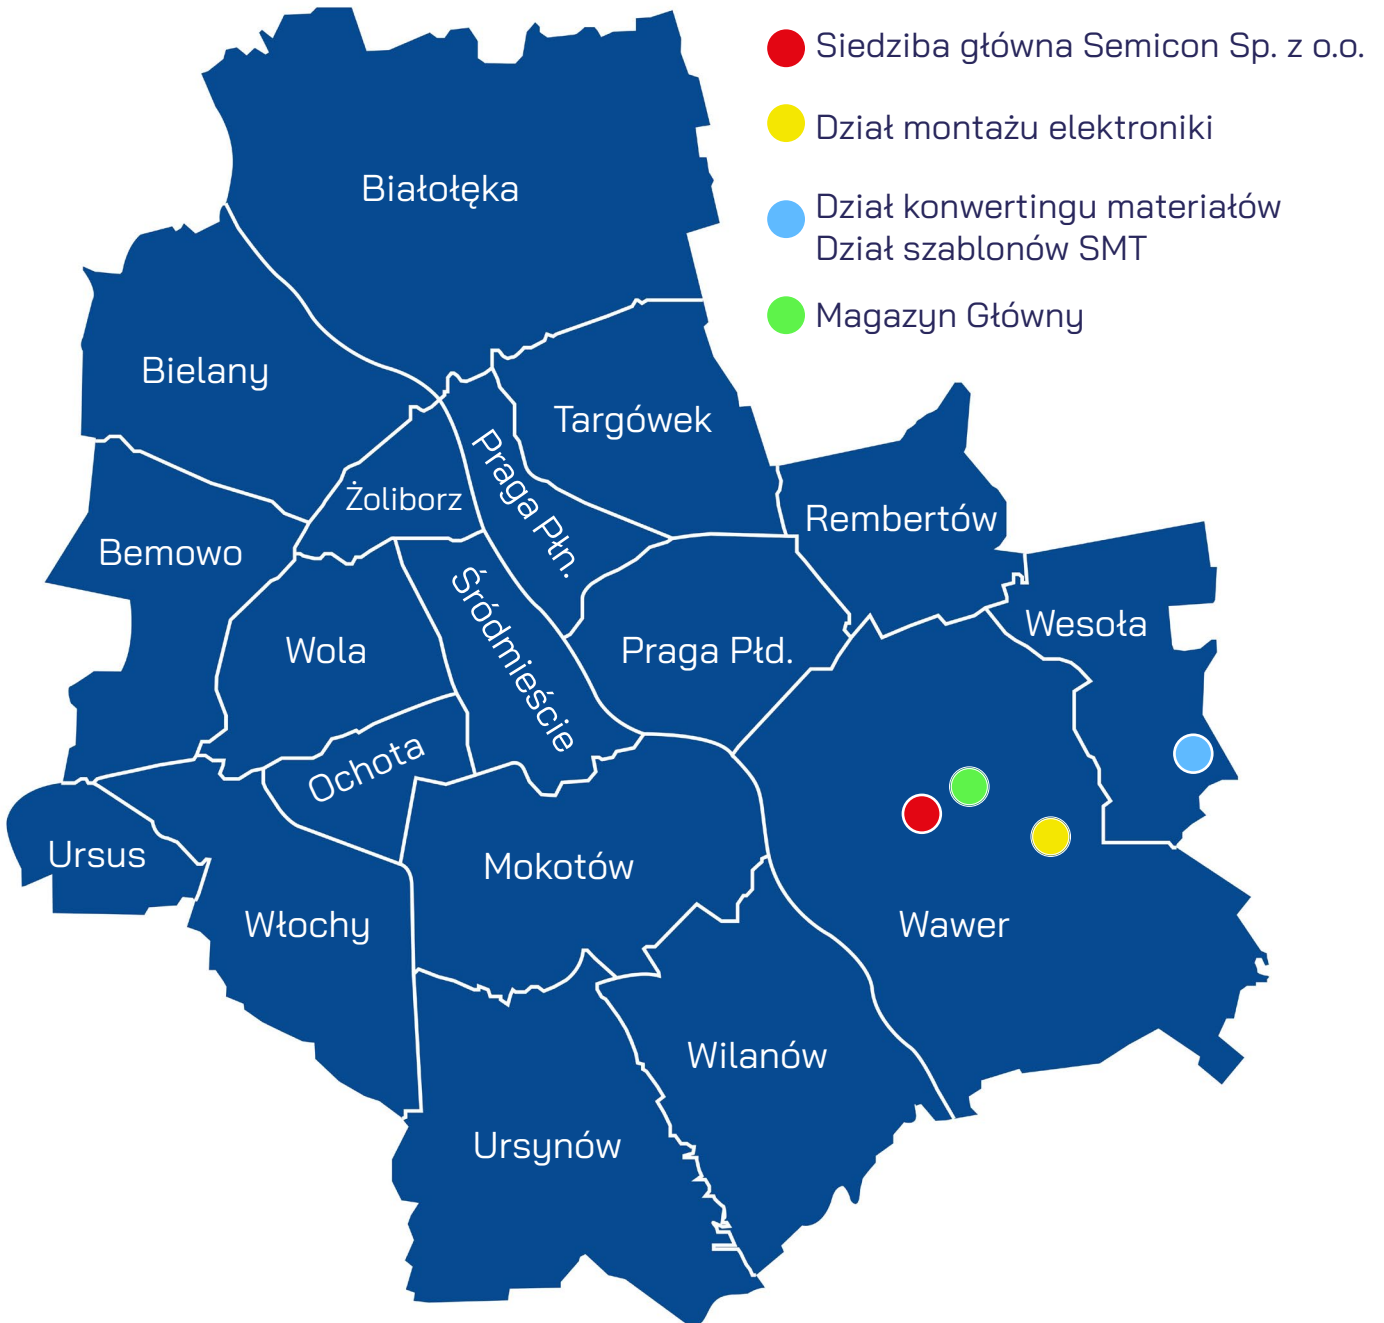 Siedziba główna Semicon Sp. z o.o.
Dział montażu elektroniki
Dział konwertingu materiałów
Dział szablonów SMT
Magazyn Główny
Białołęka
Bielany
Targówek
Praga Płn.
Żoliborz
Rembertów
Bemowo
Śródmieście
Wesoła
Wola
Praga Płd.
Ochota
Ursus
Mokotów
Włochy
Wawer
Wilanów
Ursynów